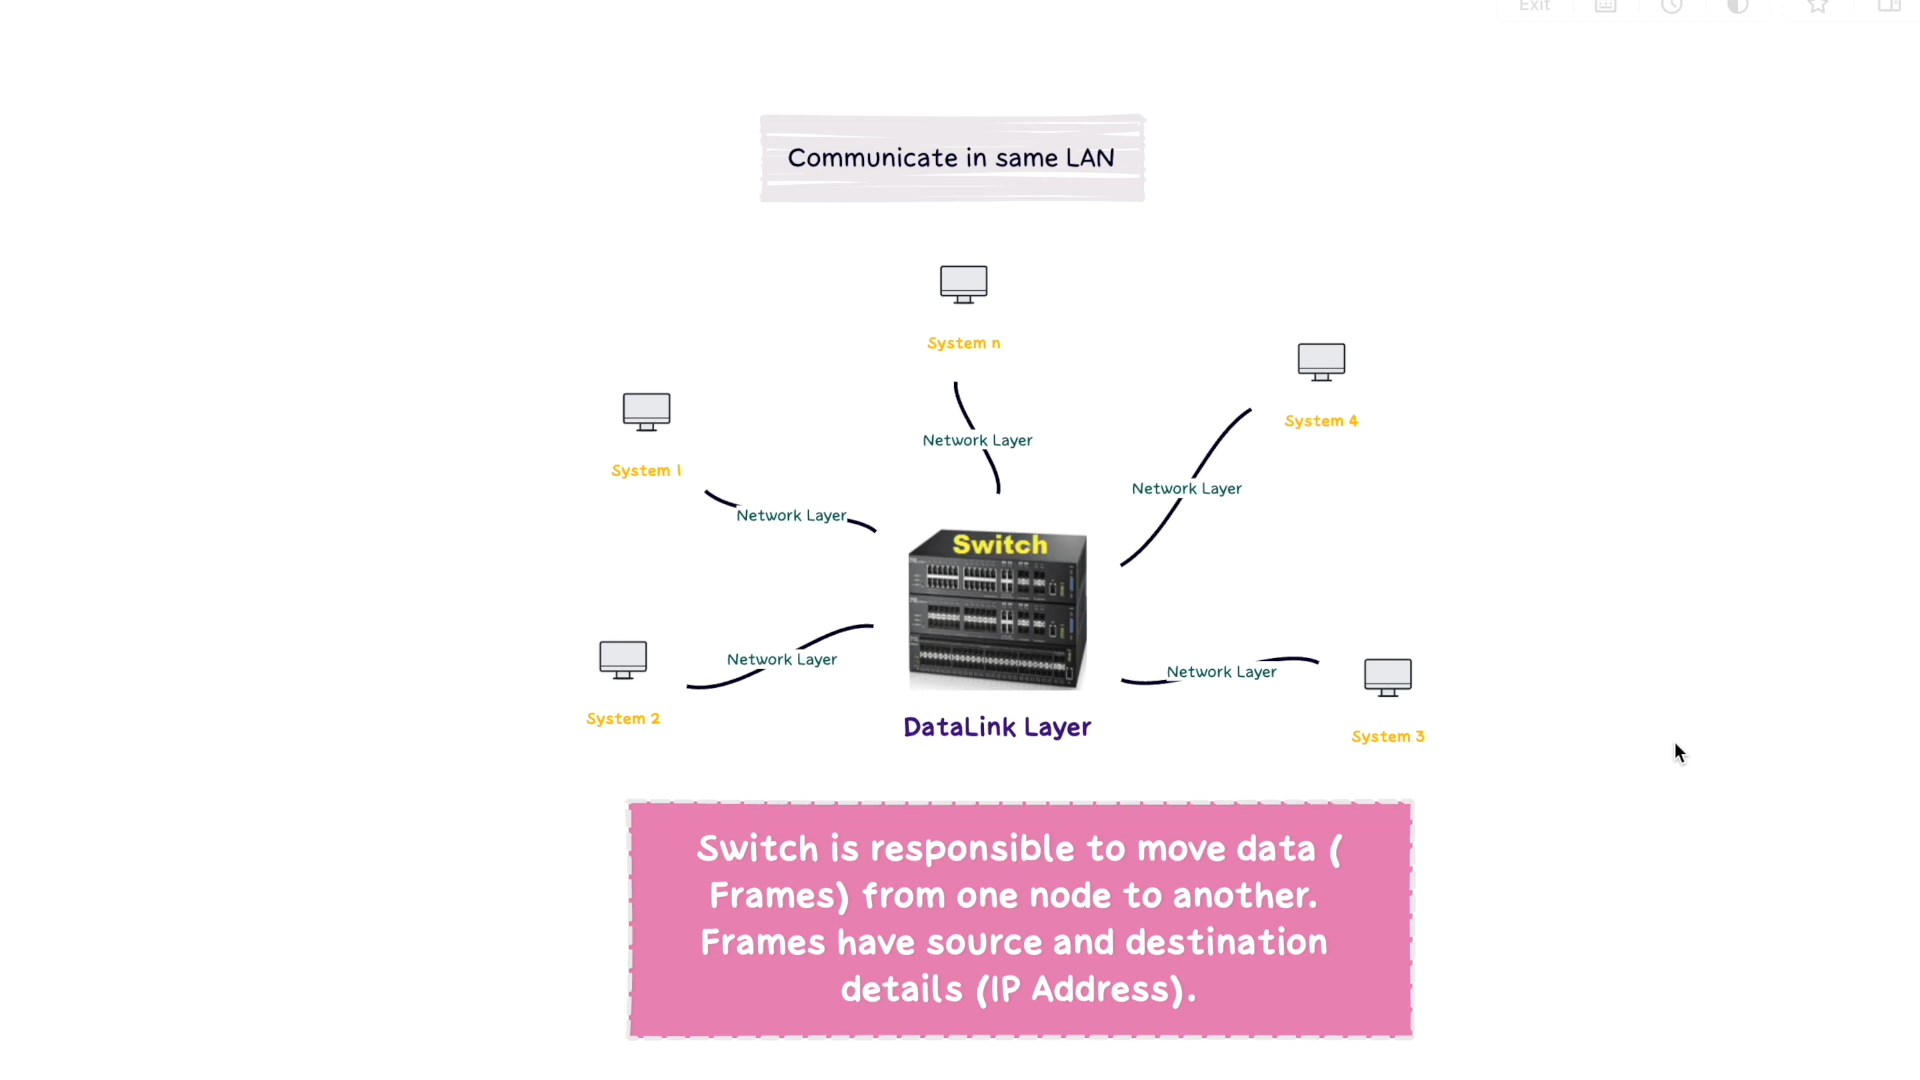 Exit
Communicate in same LAN
System n
System 4
System 1
Network Layer
Network Layer
Network Layer
Switch
Network Layer
Network Layer
System 2
DataLink Layer
System 3
Switch is responsible to move data (
Frames) from one node to another.
Frames have source and destination
details (IP Address).